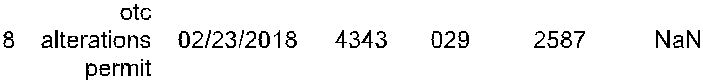 otc
8 alterations 02/23/2018 4343 029 2587 NaN
permit